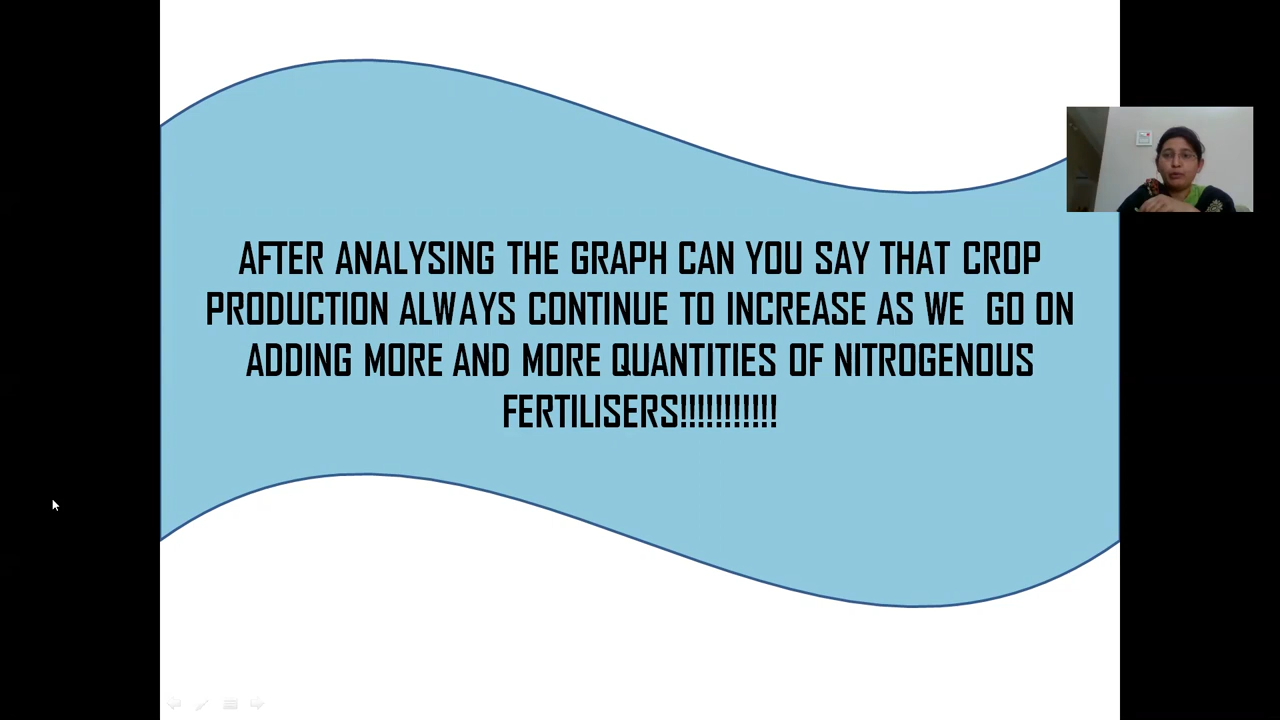 AFTER ANALYSING THE GRAPH CAN YOU SAY THAT CROP
PRODUCTION ALWAYS CONTINUE TO INCREASE AS WE GO ON
ADDING MORE AND MORE QUANTITIES OF NITROGENOUS
FERTILISERS!!!!!!!!!!!